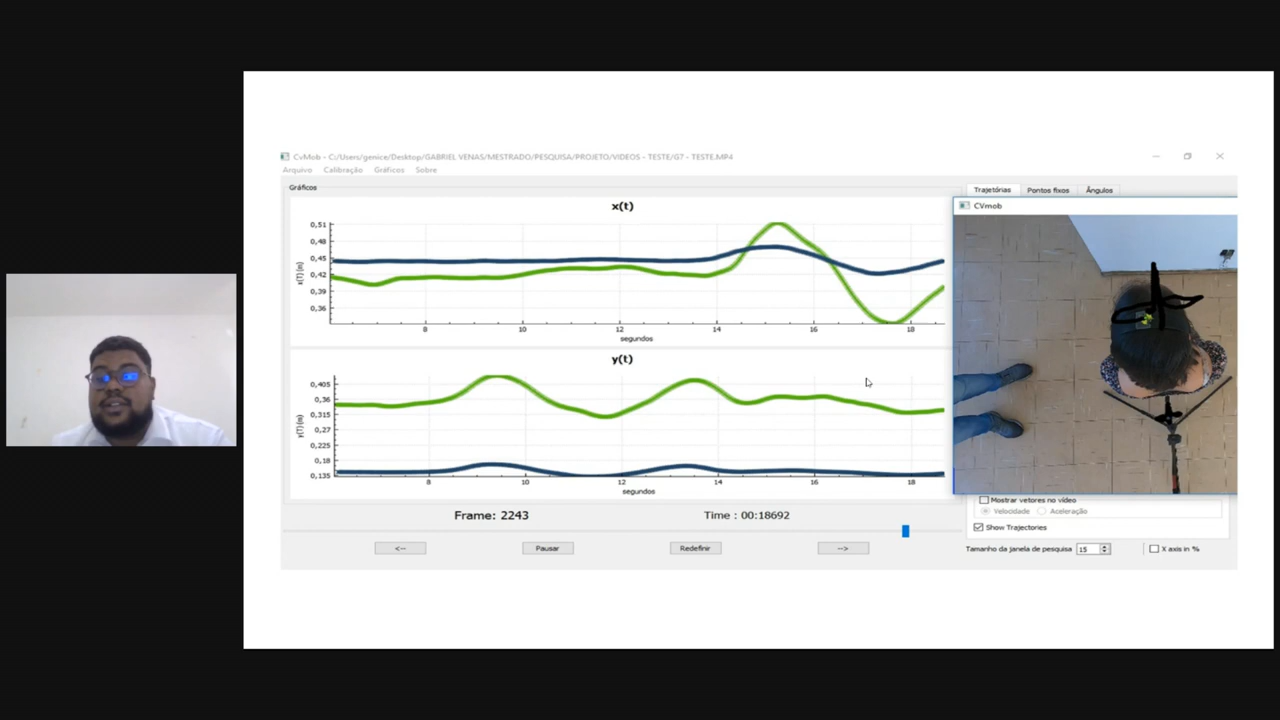 CvMob - C:/Users/genice/Desktop/GABRIEL VENAS/MESTRADO/PESQUISA/PROJETO/VIDEOS - TESTE/G7 - TESTE.MP4
Arquivo Calibração Gráficos Sobre
Gráficos
Trajetórias Pontos fixos Ângulos
CVmob
x(t)
0,51
0,48
0,45
0,42
0,39
0,36
x(T) (m)
8 10 12 14 16 18
segundos
y(t)
0,405
0,36
0,315
0,27
0,225
0,18
0,135
y(T) (m)
8 10 12 14 16 18
segundos
Mostrar vetores no vídeo
Velocidade Aceleração
Frame: 2243 Time : 00:18692
Show Trajectories
<-- Pausar Redefinir -->
Tamanho da janela de pesquisa 15 X axis in %